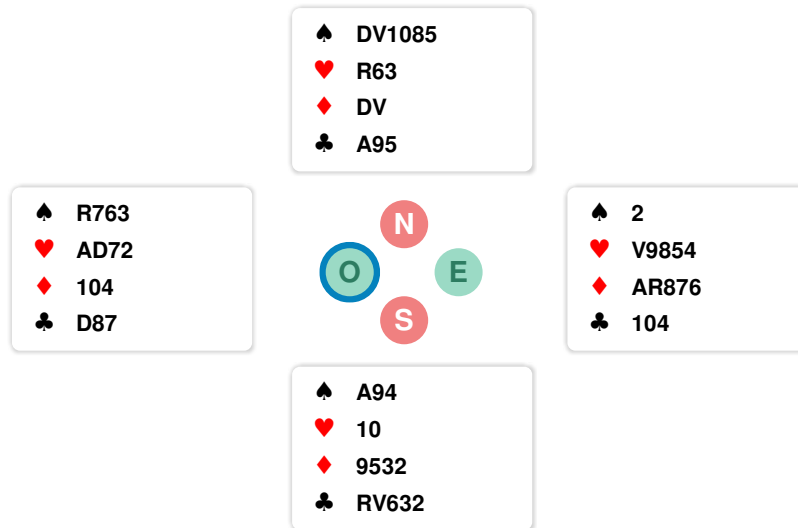 ♠ DV1085
♥ R63
♦ DV
♣ A95
♠ R763
♥ AD72
♦ 104
♣ D87
N
O E
S
♠ 2
♥ V9854
♦ AR876
♣ 104
♠ A94
♥ 10
♦ 9532
♣ RV632